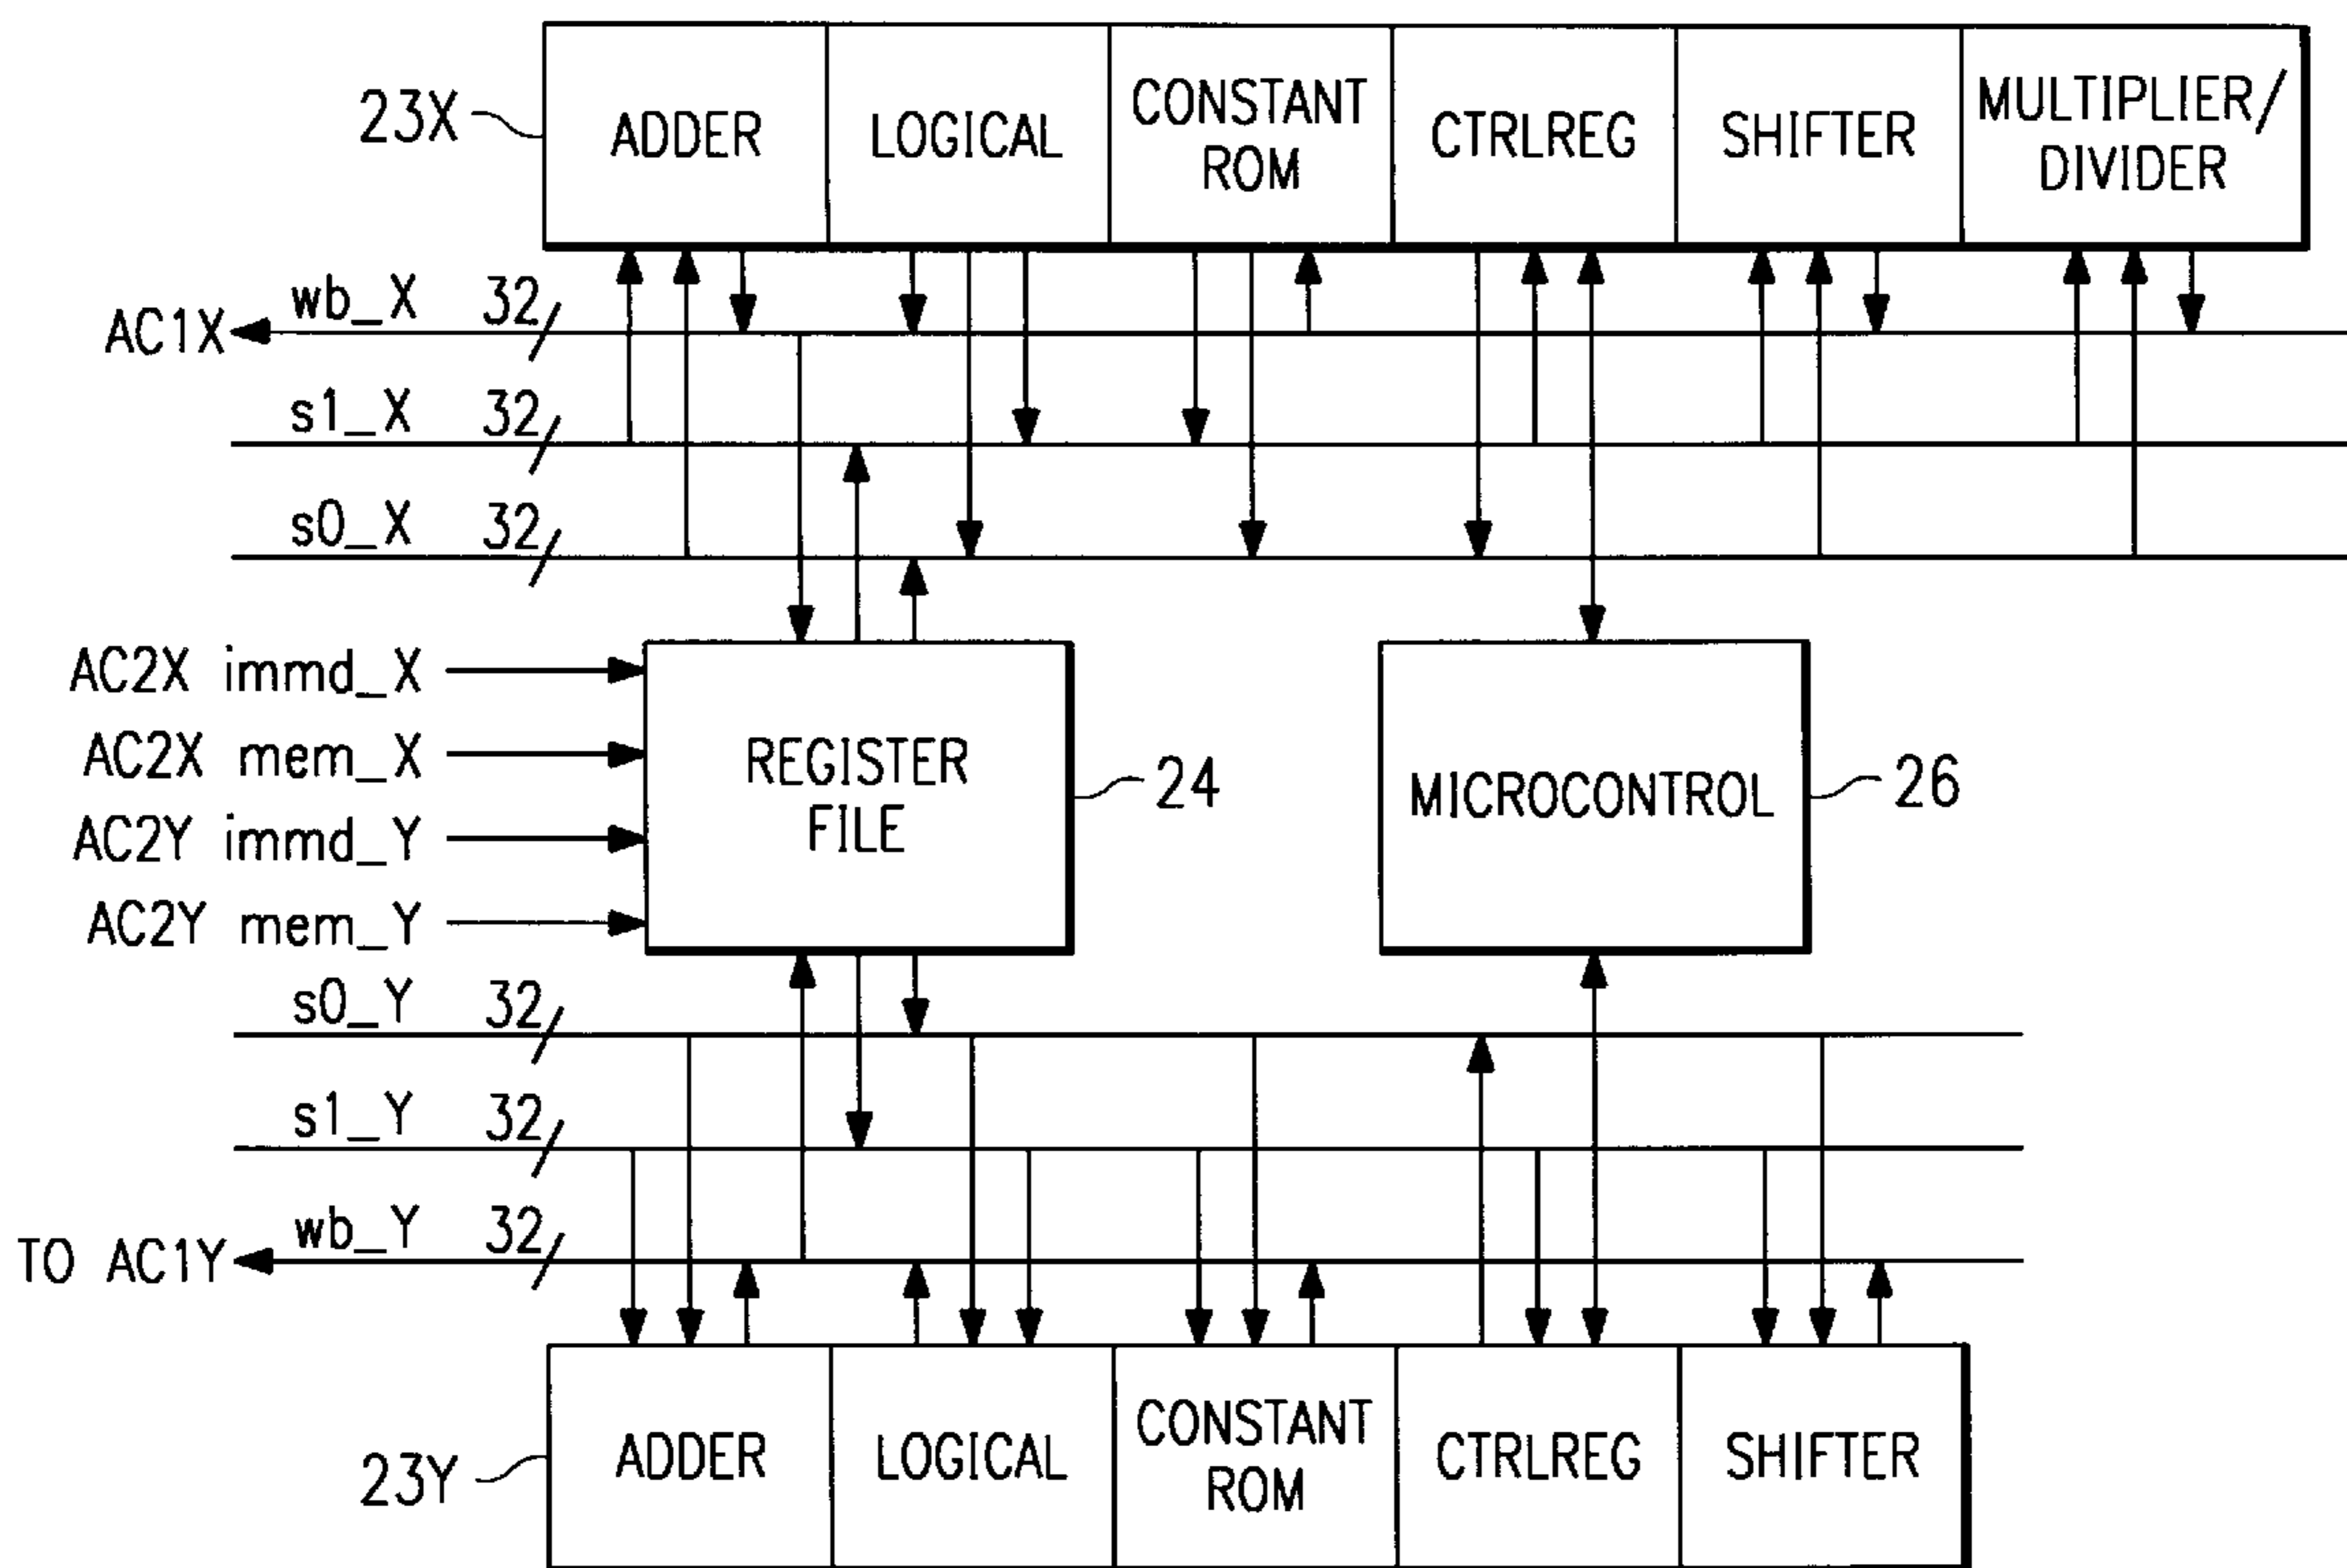 23X
ADDER
LOGICAL
CONSTANT
ROM
CTRLREG
SHIFTER
MULTIPLIER/
DIVIDER
AC1X
wb_X
32
s1_X
32
s0_X
32
AC2X immd_X
AC2X mem_X
AC2Y immd_Y
AC2Y mem_Y
REGISTER
FILE
24
MICROCONTROL
26
s0_Y
32
s1_Y
32
TO AC1Y
wb_Y
32
23Y
ADDER
LOGICAL
CONSTANT
ROM
CTRLREG
SHIFTER